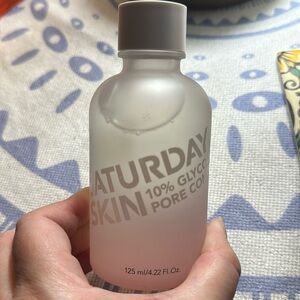 ATURDAY
SKIN
10% GLYCO
PORE CO
125 ml/4.22 Fl. Oz.